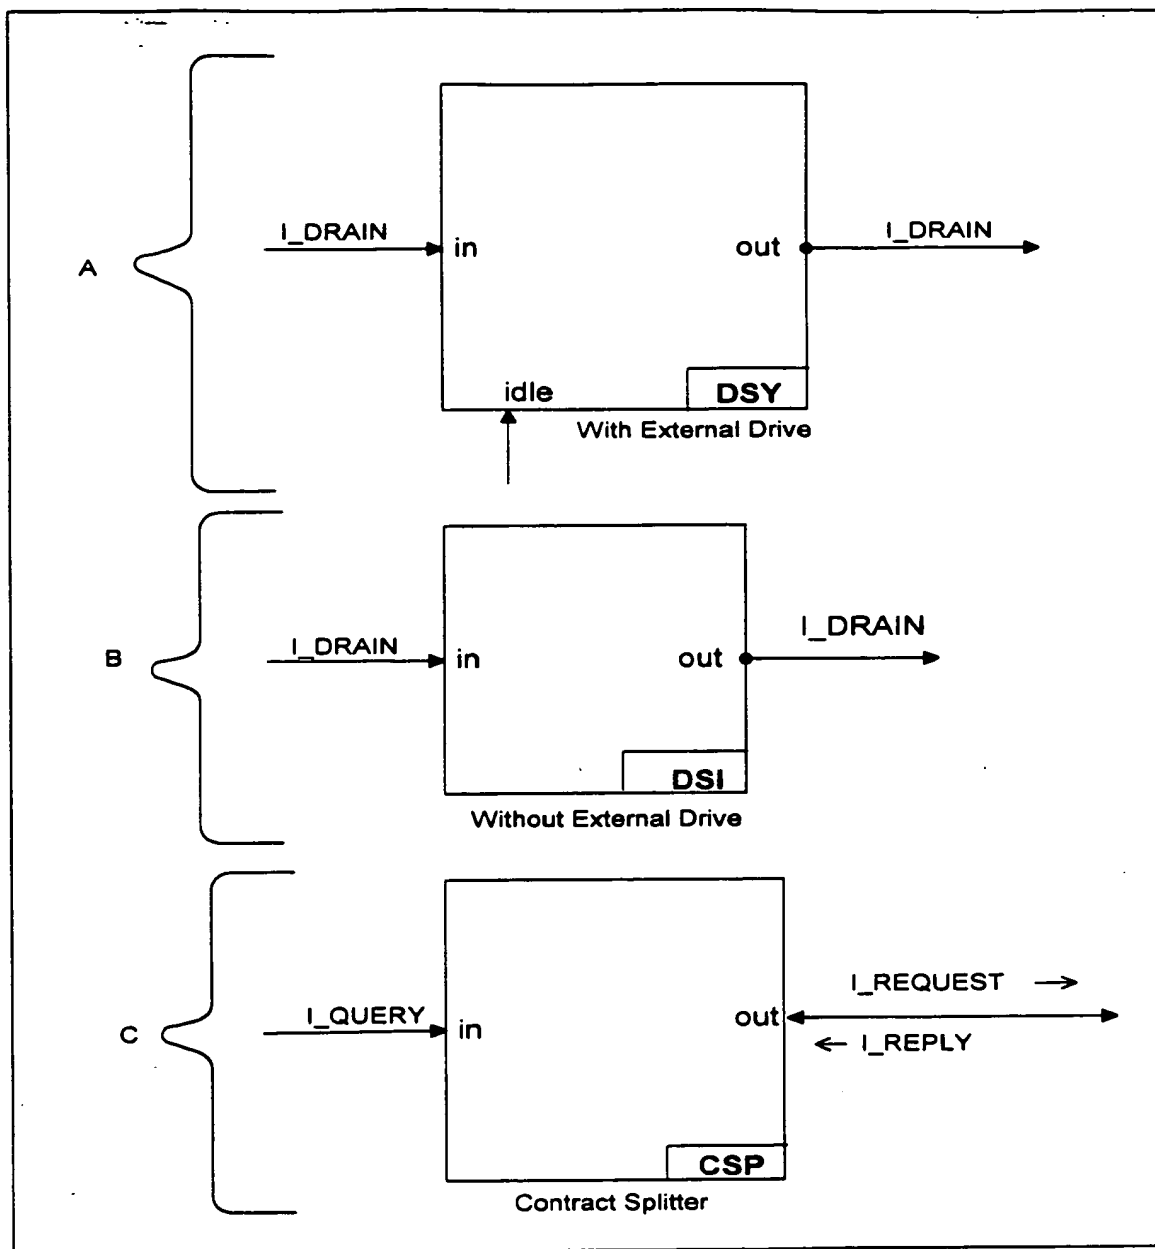 A
I_DRAIN
in
out
I_DRAIN
idle
DSY
With External Drive
B
I_DRAIN
in
out
I_DRAIN
DSI
Without External Drive
C
I_QUERY
in
out
I_REQUEST →
← I_REPLY
CSP
Contract Splitter